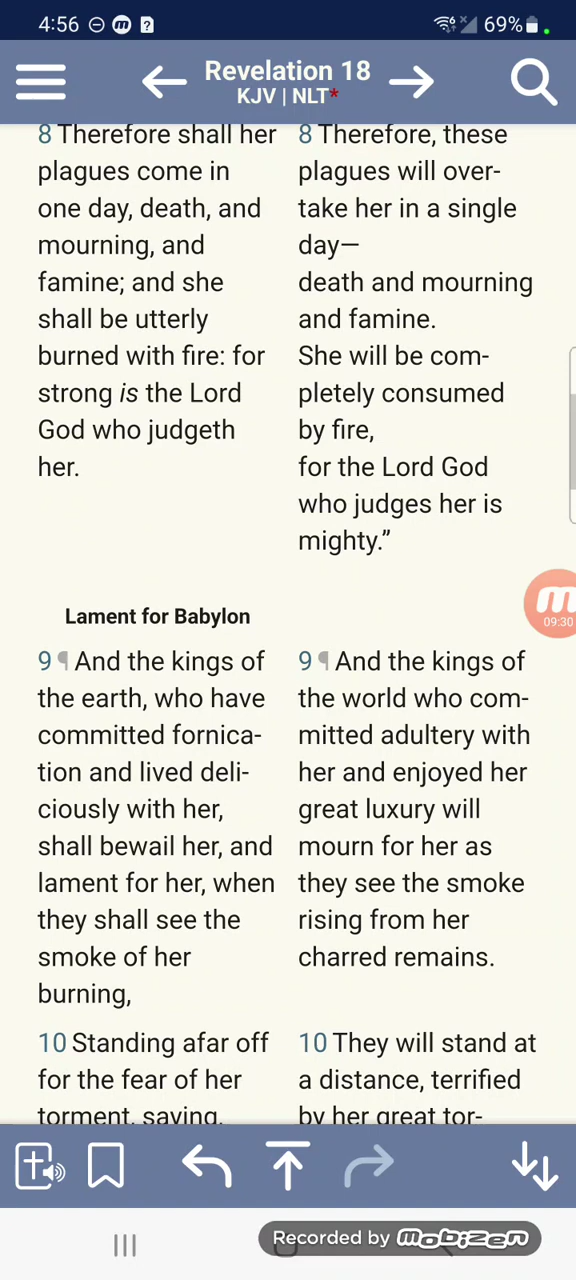 4:56 69%
Revelation 18
KJV | NLT*
8 Therefore shall her
plagues come in
one day, death, and
mourning, and
famine; and she
shall be utterly
burned with fire: for
strong is the Lord
God who judgeth
her.
8 Therefore, these
plagues will over-
take her in a single
day—
death and mourning
and famine.
She will be com-
pletely consumed
by fire,
for the Lord God
who judges her is
mighty.”
09:30
Lament for Babylon
9 ¶ And the kings of
the earth, who have
committed fornica-
tion and lived deli-
ciously with her,
shall bewail her, and
lament for her, when
they shall see the
smoke of her
burning,
9 ¶ And the kings of
the world who com-
mitted adultery with
her and enjoyed her
great luxury will
mourn for her as
they see the smoke
rising from her
charred remains.
10 Standing afar off
for the fear of her
torment, saying,
10 They will stand at
a distance, terrified
by her great tor-
Recorded by mobizen